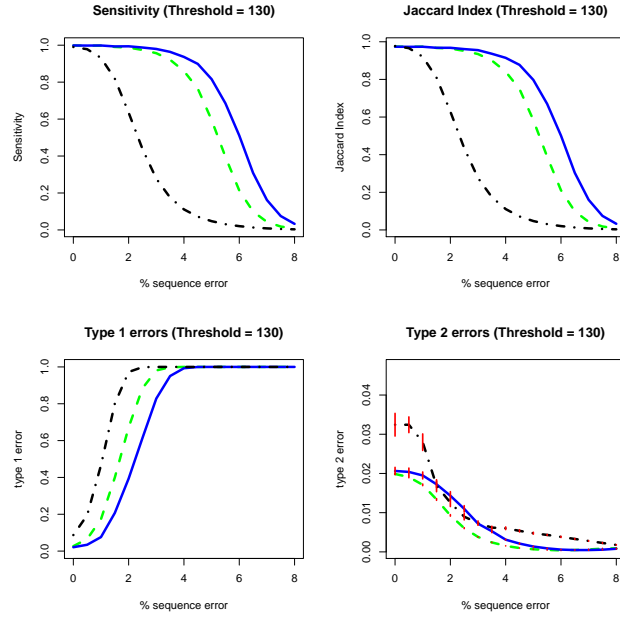 Sensitivity (Threshold = 130)
Sensitivity
0.0 0.2 0.4 0.6 0.8 1.0
0 2 4 6 8
% sequence error
Jaccard Index (Threshold = 130)
Jaccard Index
0.0 0.2 0.4 0.6 0.8 1.0
0 2 4 6 8
% sequence error
Type 1 errors (Threshold = 130)
type 1 error
0.0 0.2 0.4 0.6 0.8 1.0
0 2 4 6 8
% sequence error
Type 2 errors (Threshold = 130)
type 2 error
0.00 0.01 0.02 0.03 0.04
0 2 4 6 8
% sequence error